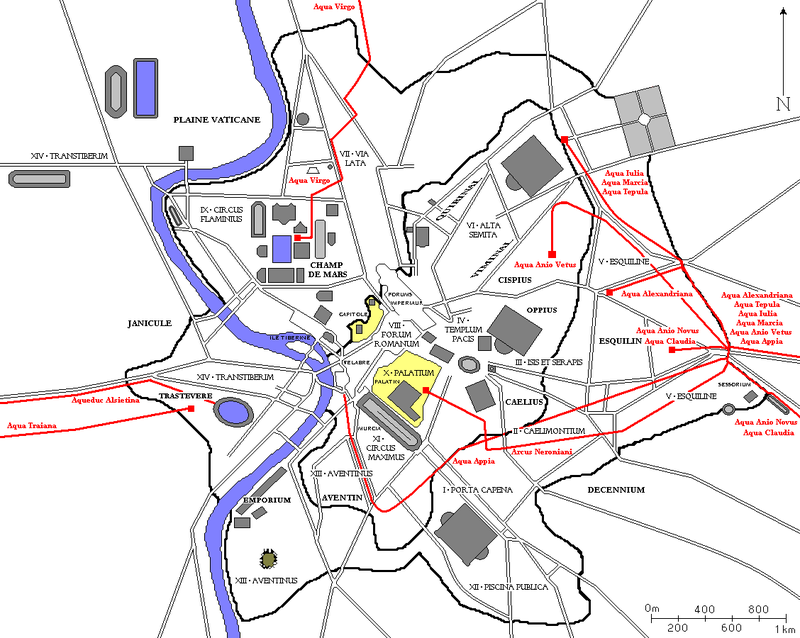 Aqua Virgo
N
PLAINE VATICANE
XIV · TRANSTIBERIM
VII · VIA
LATA
Aqua Virgo
Aqua Iulia
Aqua Marcia
Aqua Tepula
QUIRINAL
IX · CIRCUS
FLAMINIUS
VI · ALTA
SEMITA
VIMINAL
CHAMP
DE MARS
Aqua Anio Vetus
V · ESQUILINE
CISPIUS
Aqua Alexandriana
FORUMS
IMPERIAUX
CAPITOLE
JANICULE
OPPIUS
IV ·
TEMPLUM
PACIS
VIII ·
FORUM
ROMANUM
ILE TIBERINE
Aqua Alexandriana
Aqua Tepula
Aqua Iulia
Aqua Marcia
Aqua Anio Vetus
Aqua Appia
Aqua Anio Novus
Aqua Claudia
ESQUILIN
VELABRE
III · ISIS ET SERAPIS
XIV · TRANSTIBERIM
X · PALATIUM
PALATIN
SESSORIUM
TRASTEVERE
Aqueduc Alsietina
CAELIUS
V · ESQUILINE
Aqua Traiana
MURCIA
II · CAELIMONTIUM
Aqua Anio Novus
Aqua Claudia
XI ·
CIRCUS
MAXIMUS
Arcus Neroniani
Aqua Appia
XIII · AVENTINUS
I · PORTA CAPENA
DECENNIUM
EMPORIUM
AVENTIN
XIII · AVENTINUS
XII · PISCINA PUBLICA
0m 400 800
200 600 1km